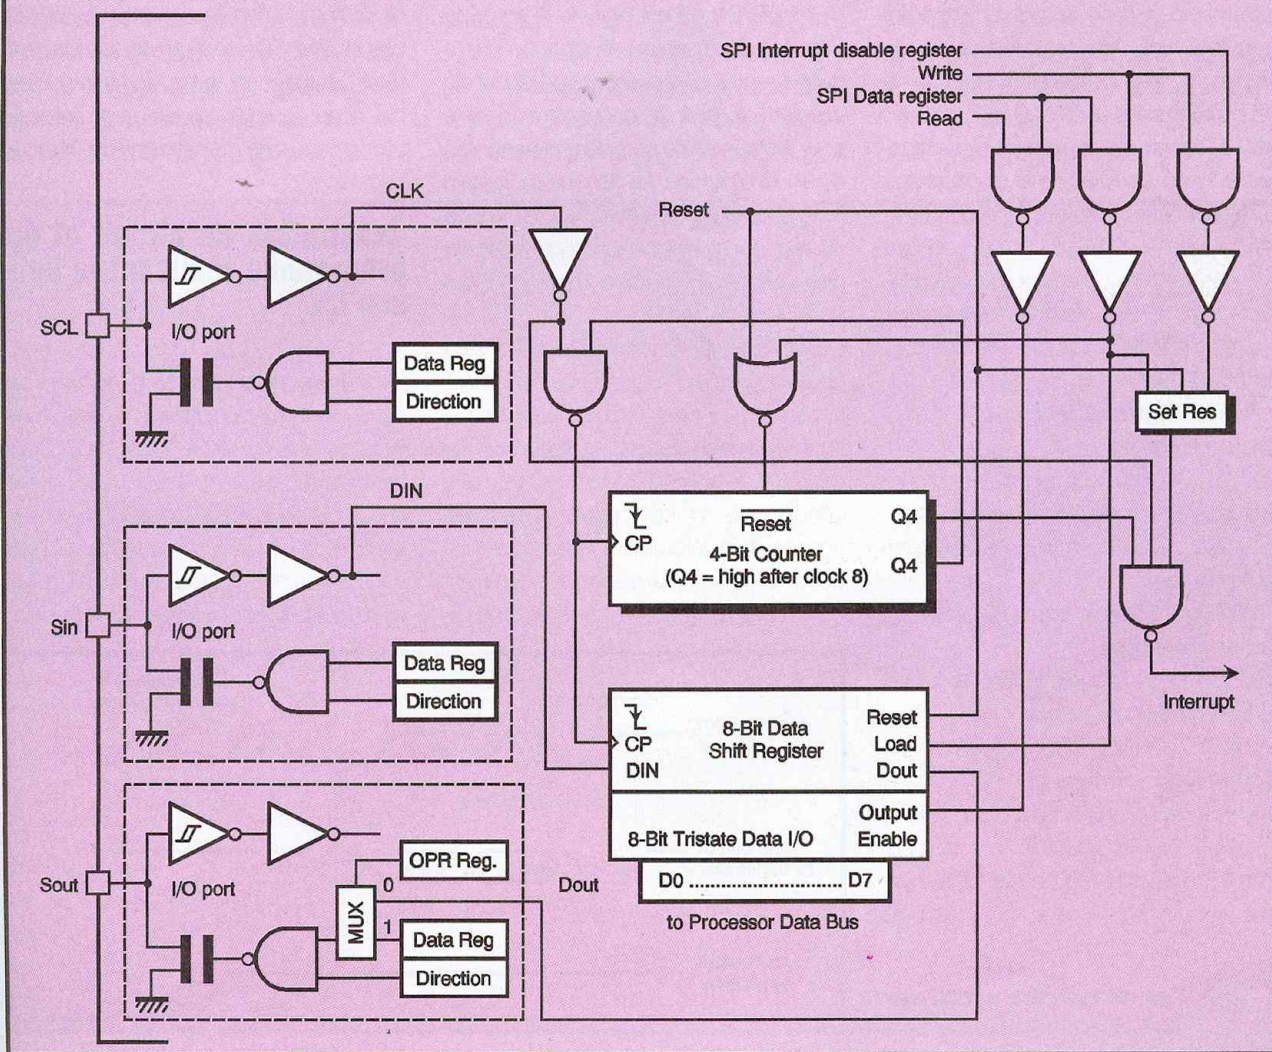 SPI Interrupt disable register
Write
SPI Data register
Read
CLK
Reset
SCL
I/O port
Data Reg
Direction
Set Res
DIN
Reset
CP
4-Bit Counter
(Q4 = high after clock 8)
Q4
Q4
Sin
I/O port
Data Reg
Direction
Interrupt
8-Bit Data
Shift Register
CP
DIN
Reset
Load
Dout
Output
Enable
8-Bit Tristate Data I/O
D0 ............................ D7
to Processor Data Bus
Sout
I/O port
OPR Reg.
0
MUX
1
Dout
Data Reg
Direction